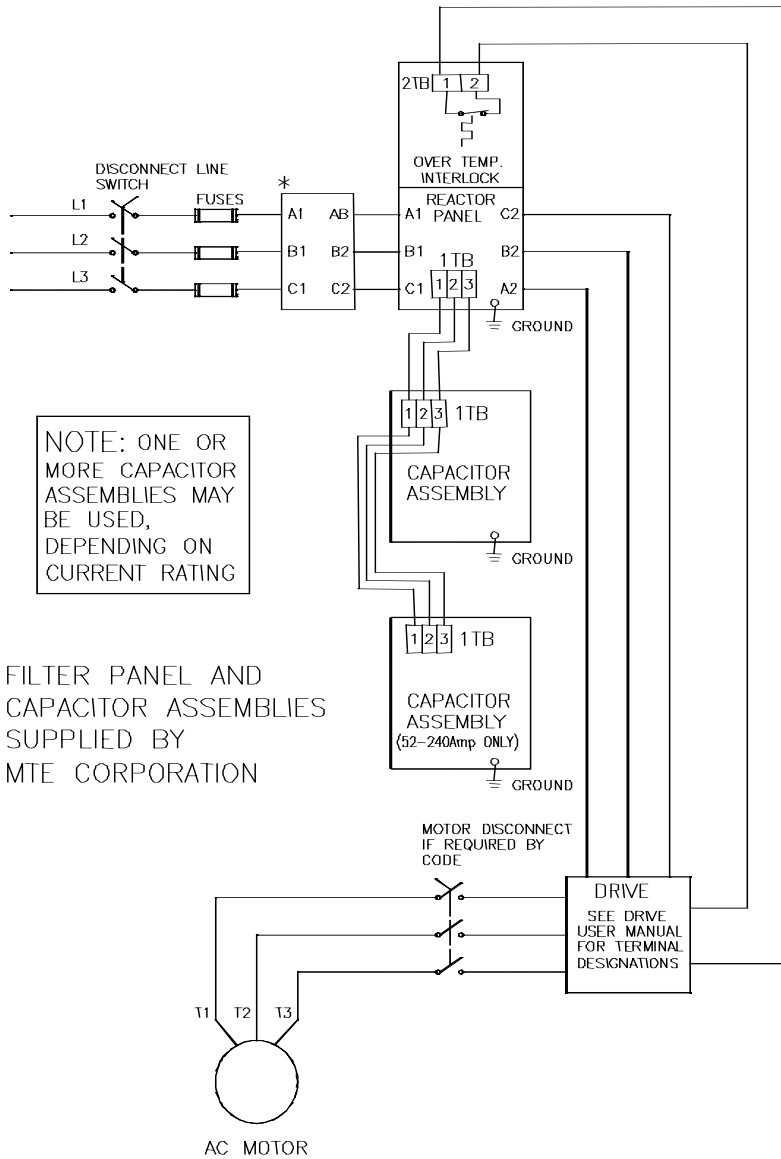 2TB 1 2
OVER TEMP.
INTERLOCK
DISCONNECT LINE
SWITCH
FUSES
*
L1
L2
L3
A1 AB
B1 B2
C1 C2
REACTOR
PANEL
A1 C2
B1 B2
1TB
C1 1 2 3 A2
GROUND
1 2 3 1TB
CAPACITOR
ASSEMBLY
GROUND
NOTE: ONE OR
MORE CAPACITOR
ASSEMBLIES MAY
BE USED,
DEPENDING ON
CURRENT RATING
1 2 3 1TB
CAPACITOR
ASSEMBLY
(52-240Amp ONLY)
GROUND
FILTER PANEL AND
CAPACITOR ASSEMBLIES
SUPPLIED BY
MTE CORPORATION
MOTOR DISCONNECT
IF REQUIRED BY
CODE
DRIVE
SEE DRIVE
USER MANUAL
FOR TERMINAL
DESIGNATIONS
T1 T2 T3
AC MOTOR